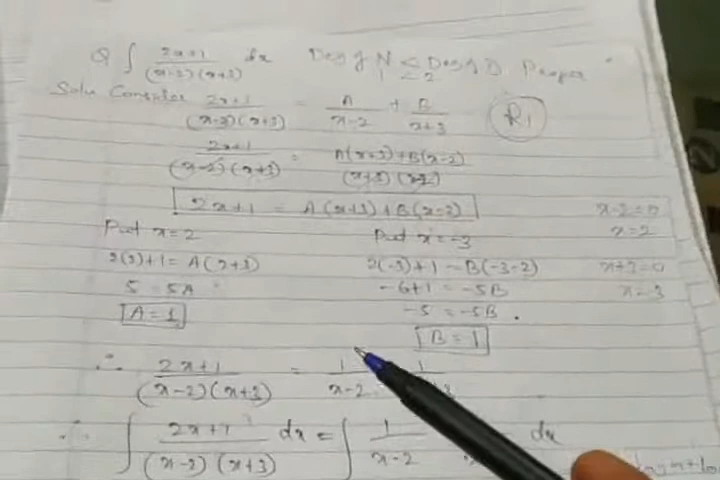 Q ∫ 2x+1 / (x-2)(x+3) dx Deg of N < Deg of D Proper
1 < 2
Solu Consider 2x+1 / (x-2)(x+3) = A / x-2 + B / x+3 R1
2x+1 / (x-2)(x+3) = A(x+3)+B(x-2) / (x+3)(x-2)
2x+1 = A(x+3)+B(x-2) x-2=0
Put x=2 Put x=-3 x=2
2(2)+1 = A(2+3) 2(-3)+1 = B(-3-2) x+3=0
5 = 5A -6+1 = -5B x=-3
A=1 -5 = -5B
B=1
∴ 2x+1 / (x-2)(x+3) = 1 / x-2 1
∴ ∫ 2x+1 / (x-2)(x+3) dx = ∫ 1 / x-2 dx